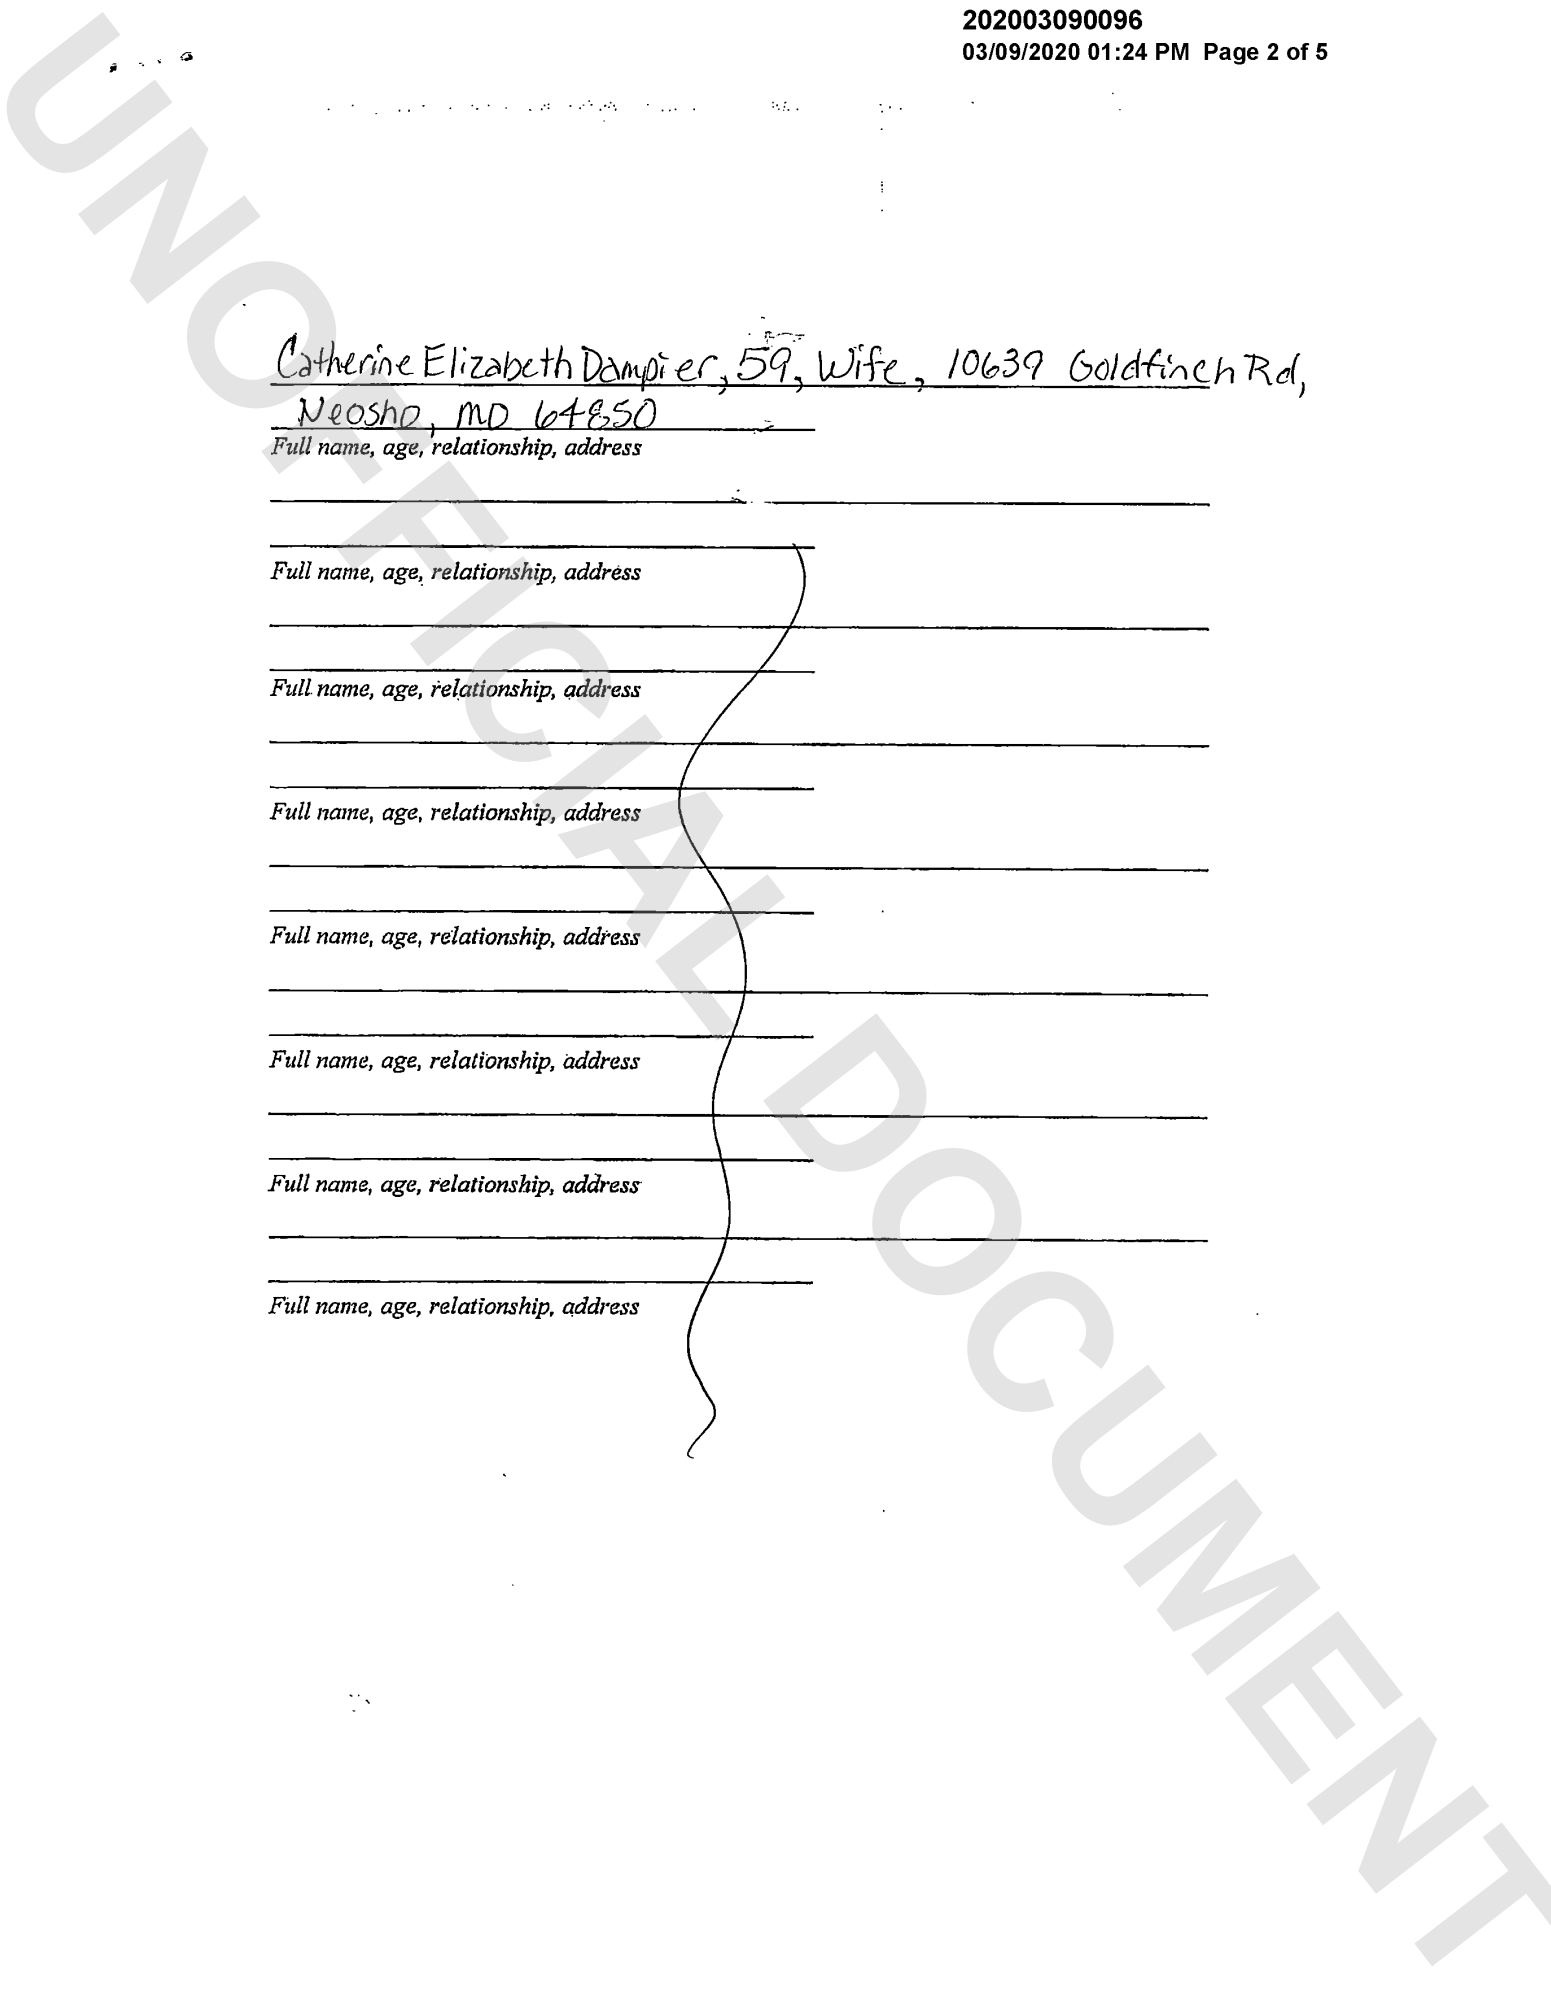 202003090096
03/09/2020 01:24 PM Page 2 of 5
Catherine Elizabeth Dampier, 59, Wife, 10639 Goldfinch Rd,
Neosho, MO 64850
Full name, age, relationship, address
Full name, age, relationship, address
Full name, age, relationship, address
Full name, age, relationship, address
Full name, age, relationship, address
Full name, age, relationship, address
Full name, age, relationship, address
Full name, age, relationship, address
UNOFFICIAL DOCUMENT